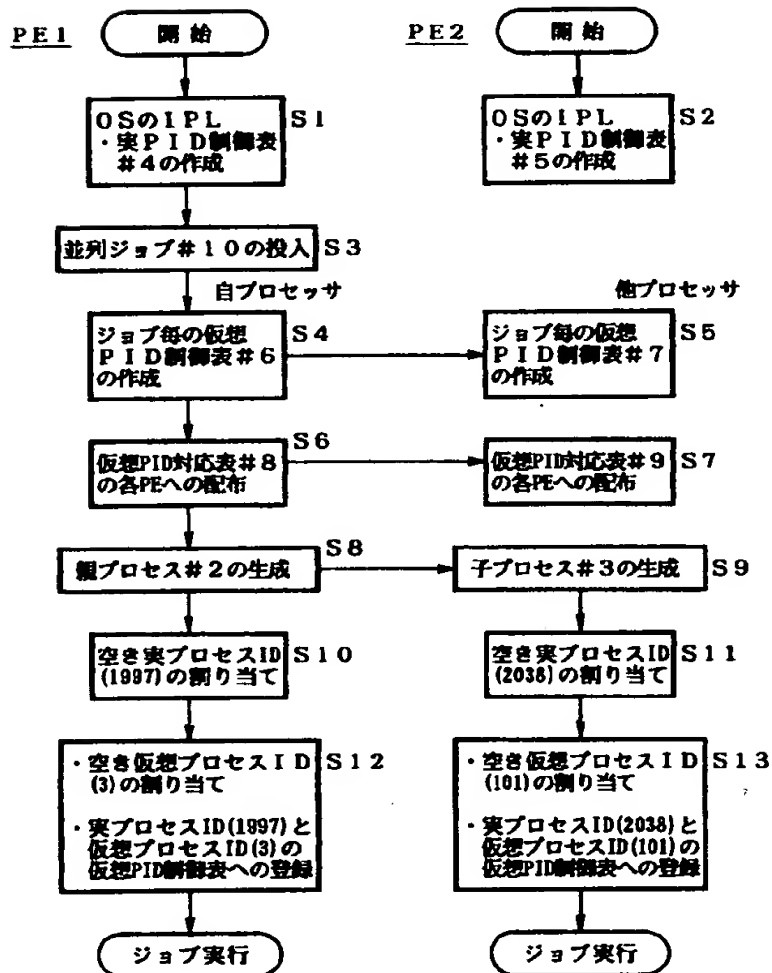 PE1
開始
OSのIPL
・実PID制御表
#4の作成
S1
並列ジョブ#10の投入
S3
自プロセッサ
ジョブ毎の仮想
PID制御表#6
の作成
S4
仮想PID対応表#8
の各PEへの配布
S6
親プロセス#2の生成
S8
空き実プロセスID
(1997)の割り当て
S10
・空き仮想プロセスID
(3)の割り当て
・実プロセスID(1997)と
仮想プロセスID(3)の
仮想PID制御表への登録
S12
ジョブ実行
PE2
開始
OSのIPL
・実PID制御表
#5の作成
S2
他プロセッサ
ジョブ毎の仮想
PID制御表#7
の作成
S5
仮想PID対応表#9
の各PEへの配布
S7
子プロセス#3の生成
S9
空き実プロセスID
(2038)の割り当て
S11
・空き仮想プロセスID
(101)の割り当て
・実プロセスID(2038)と
仮想プロセスID(101)の
仮想PID制御表への登録
S13
ジョブ実行